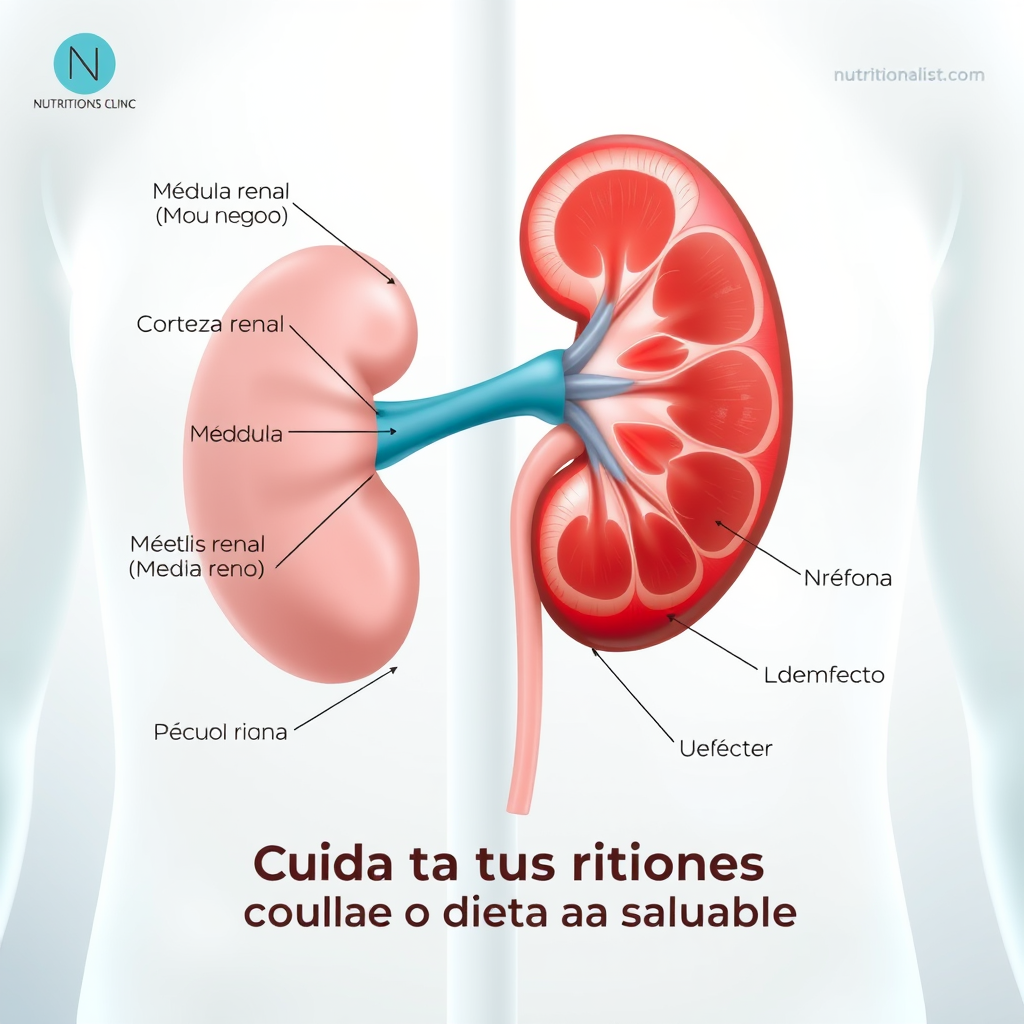 N
NUTRITIONS CLINC
nutritionalist.com
Médula renal
(Mou negoo)
Corteza renal
Méddula
Méetlis renal
(Media reno)
Pécuol riana
Nréfona
Ldemfecto
Uefécter
Cuida ta tus ritiones
coullae o dieta aa saluable